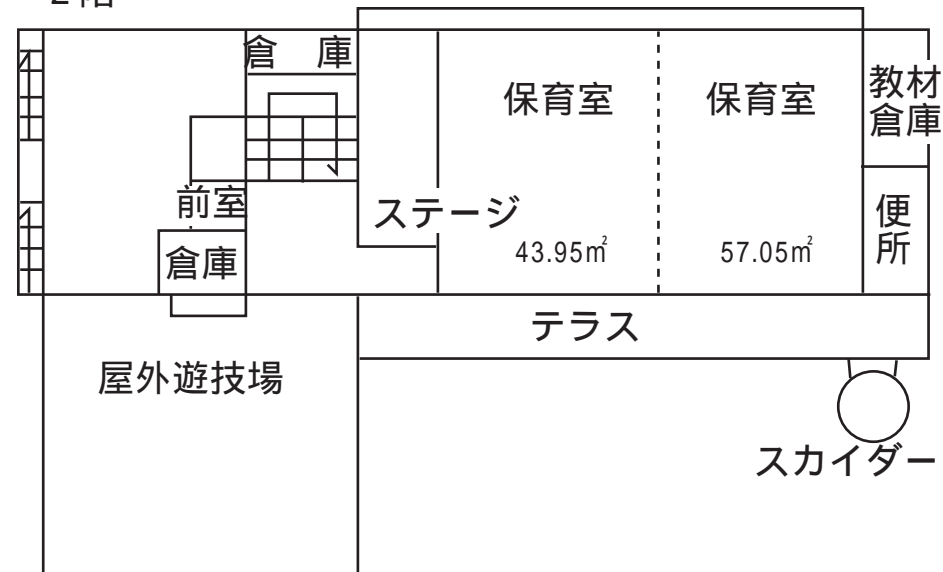 2階
倉 庫
保育室
保育室
教材
倉庫
前室
ステージ
便
所
倉庫
43.95㎡
57.05㎡
テラス
屋外遊技場
スカイダー